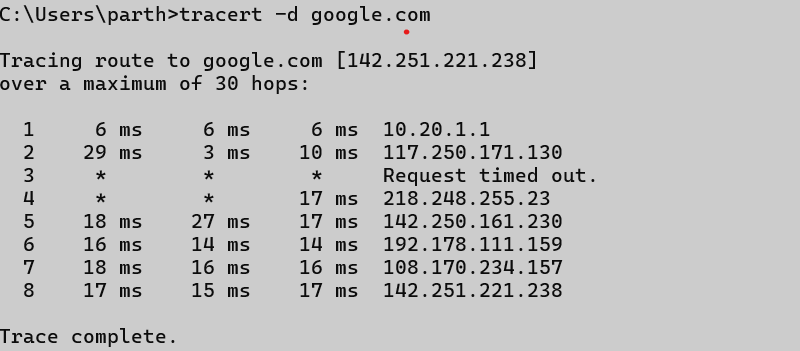 C:\Users\parth>tracert -d google.com
Tracing route to google.com [142.251.221.238]
over a maximum of 30 hops:
1 6 ms 6 ms 6 ms 10.20.1.1
2 29 ms 3 ms 10 ms 117.250.171.130
3 * * * Request timed out.
4 * * 17 ms 218.248.255.23
5 18 ms 27 ms 17 ms 142.250.161.230
6 16 ms 14 ms 14 ms 192.178.111.159
7 18 ms 16 ms 16 ms 108.170.234.157
8 17 ms 15 ms 17 ms 142.251.221.238
Trace complete.